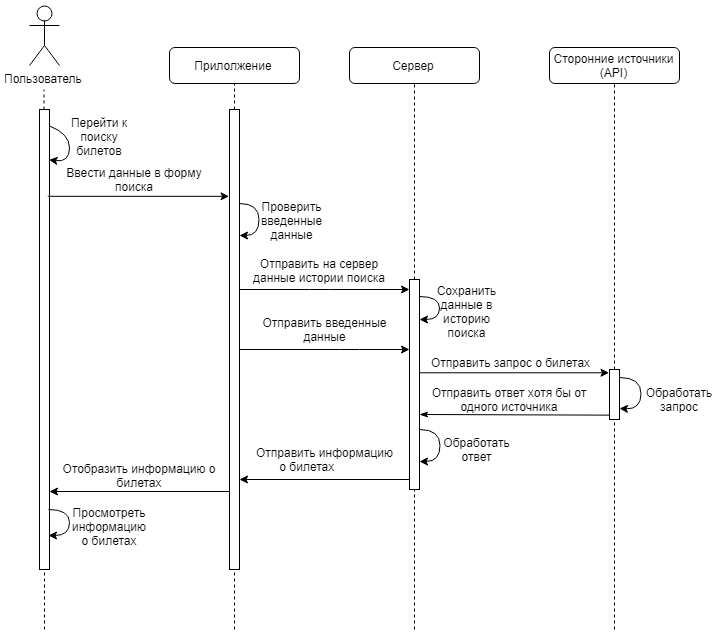 Пользователь
Прилолжение
Сервер
Сторонние источники
(API)
Перейти к
поиску
билетов
Ввести данные в форму
поиска
Проверить
введенные
данные
Отправить на сервер
данные истории поиска
Сохранить
данные в
историю
поиска
Отправить введенные
данные
Отправить запрос о билетах
Обработать
запрос
Отправить ответ хотя бы от
одного источника
Обработать
ответ
Отправить информацию
о билетах
Отобразить информацию о
билетах
Просмотреть
информацию
о билетах